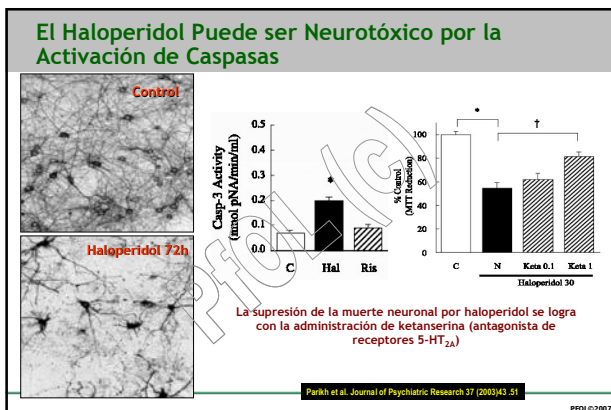 El Haloperidol Puede ser Neurotóxico por la
Activación de Caspasas
Control
Haloperidol 72h
Casp-3 Activity
(nmol pNA/min/ml)
0.5
0.4
0.3
0.2
0.1
0.0
*
C Hal Ris
% Control
(MTT Reduction)
100
80
60
40
20
0
*
†
C N Keta 0.1 Keta 1
Haloperidol 30
PfOL (c)
La supresión de la muerte neuronal por haloperidol se logra
con la administración de ketanserina (antagonista de
receptores 5-HT2A)
Parikh et al. Journal of Psychiatric Research 37 (2003)43 .51